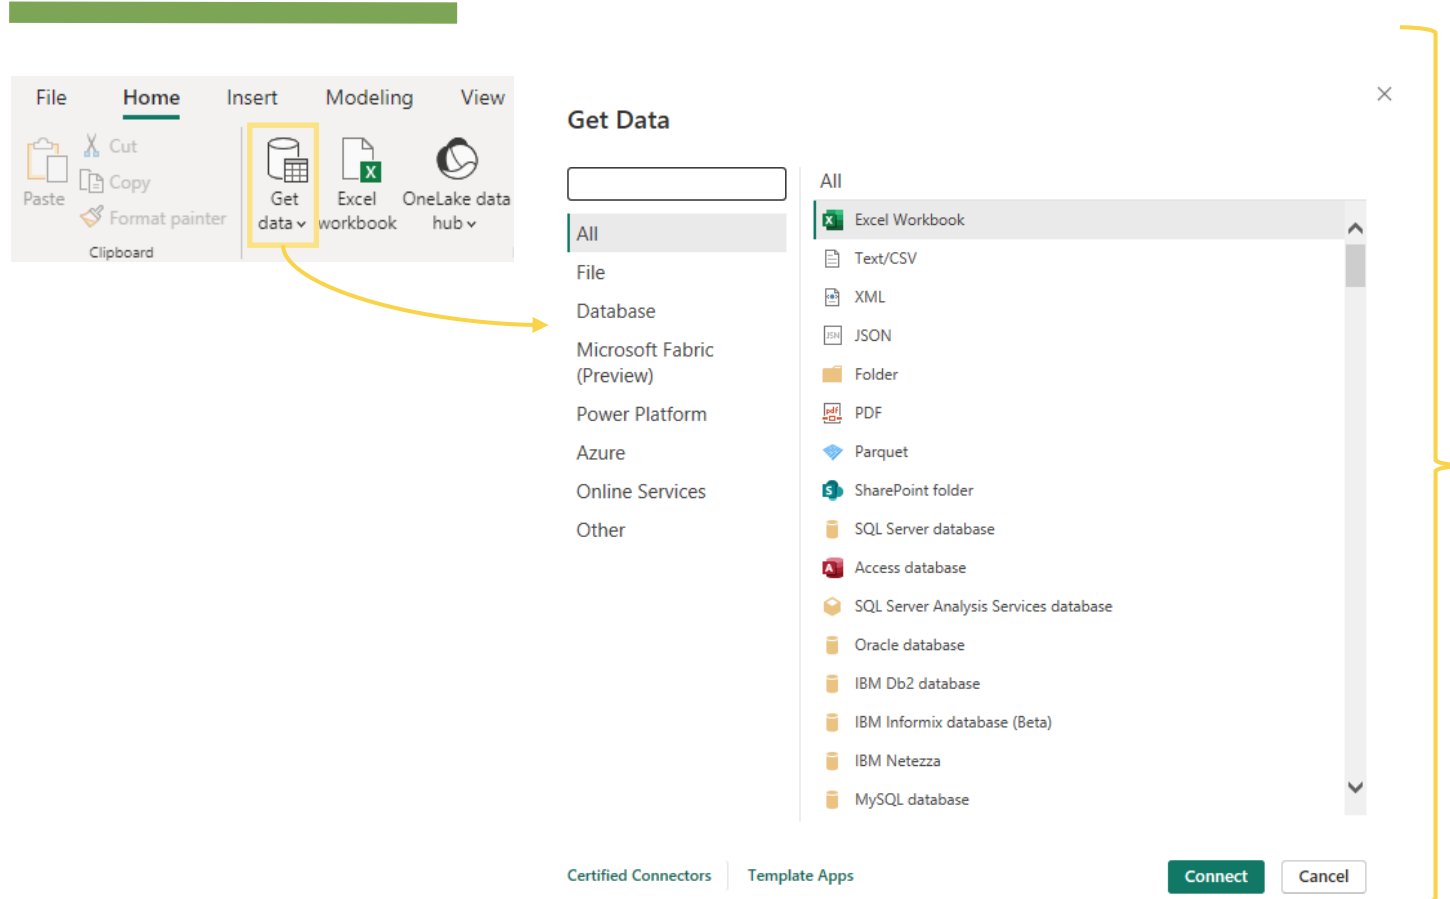 File Home Insert Modeling View
Cut
Copy
Format painter
Paste
Clipboard
Get data
Excel workbook
OneLake data hub
Get Data
All
File
Database
Microsoft Fabric
(Preview)
Power Platform
Azure
Online Services
Other
All
Excel Workbook
Text/CSV
XML
JSON
Folder
PDF
Parquet
SharePoint folder
SQL Server database
Access database
SQL Server Analysis Services database
Oracle database
IBM Db2 database
IBM Informix database (Beta)
IBM Netezza
MySQL database
Certified Connectors
Template Apps
Connect
Cancel